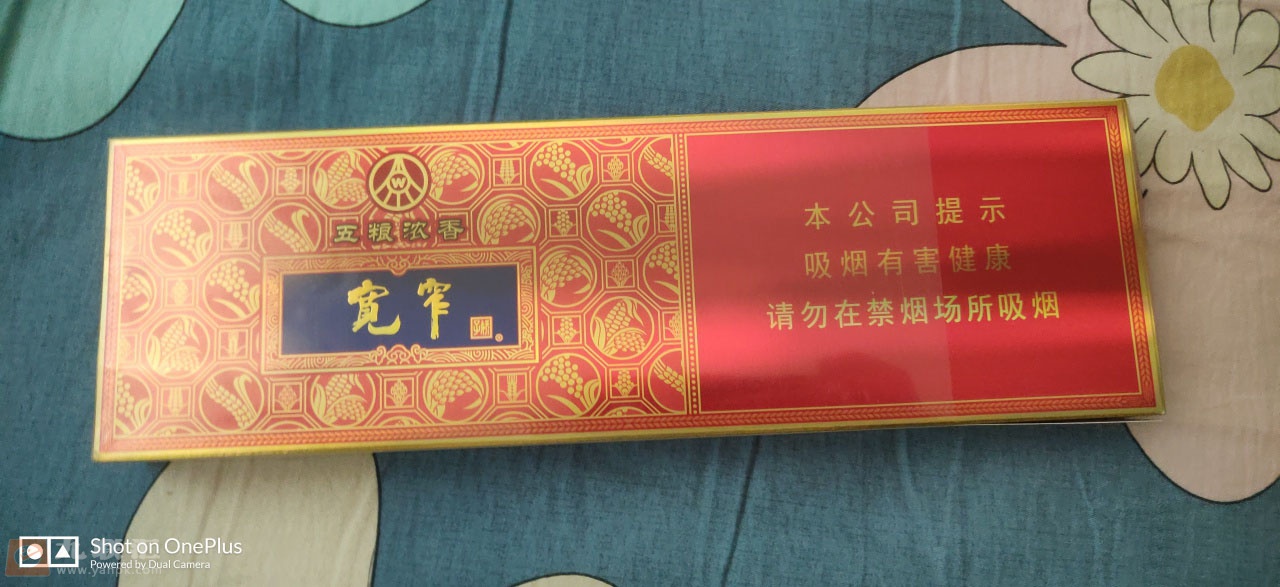 五粮浓香
宽窄
本公司提示
吸烟有害健康
请勿在禁烟场所吸烟
Shot on OnePlus
Powered by Dual Camera